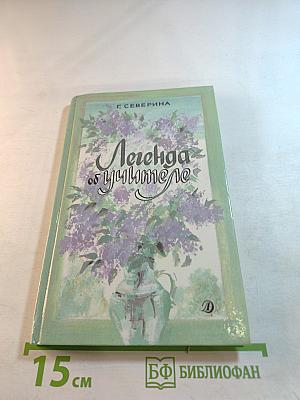 Г. СЕВЕРИНА
Легенда
об учителе
Д
15 см
БФ БИБЛИОФАН